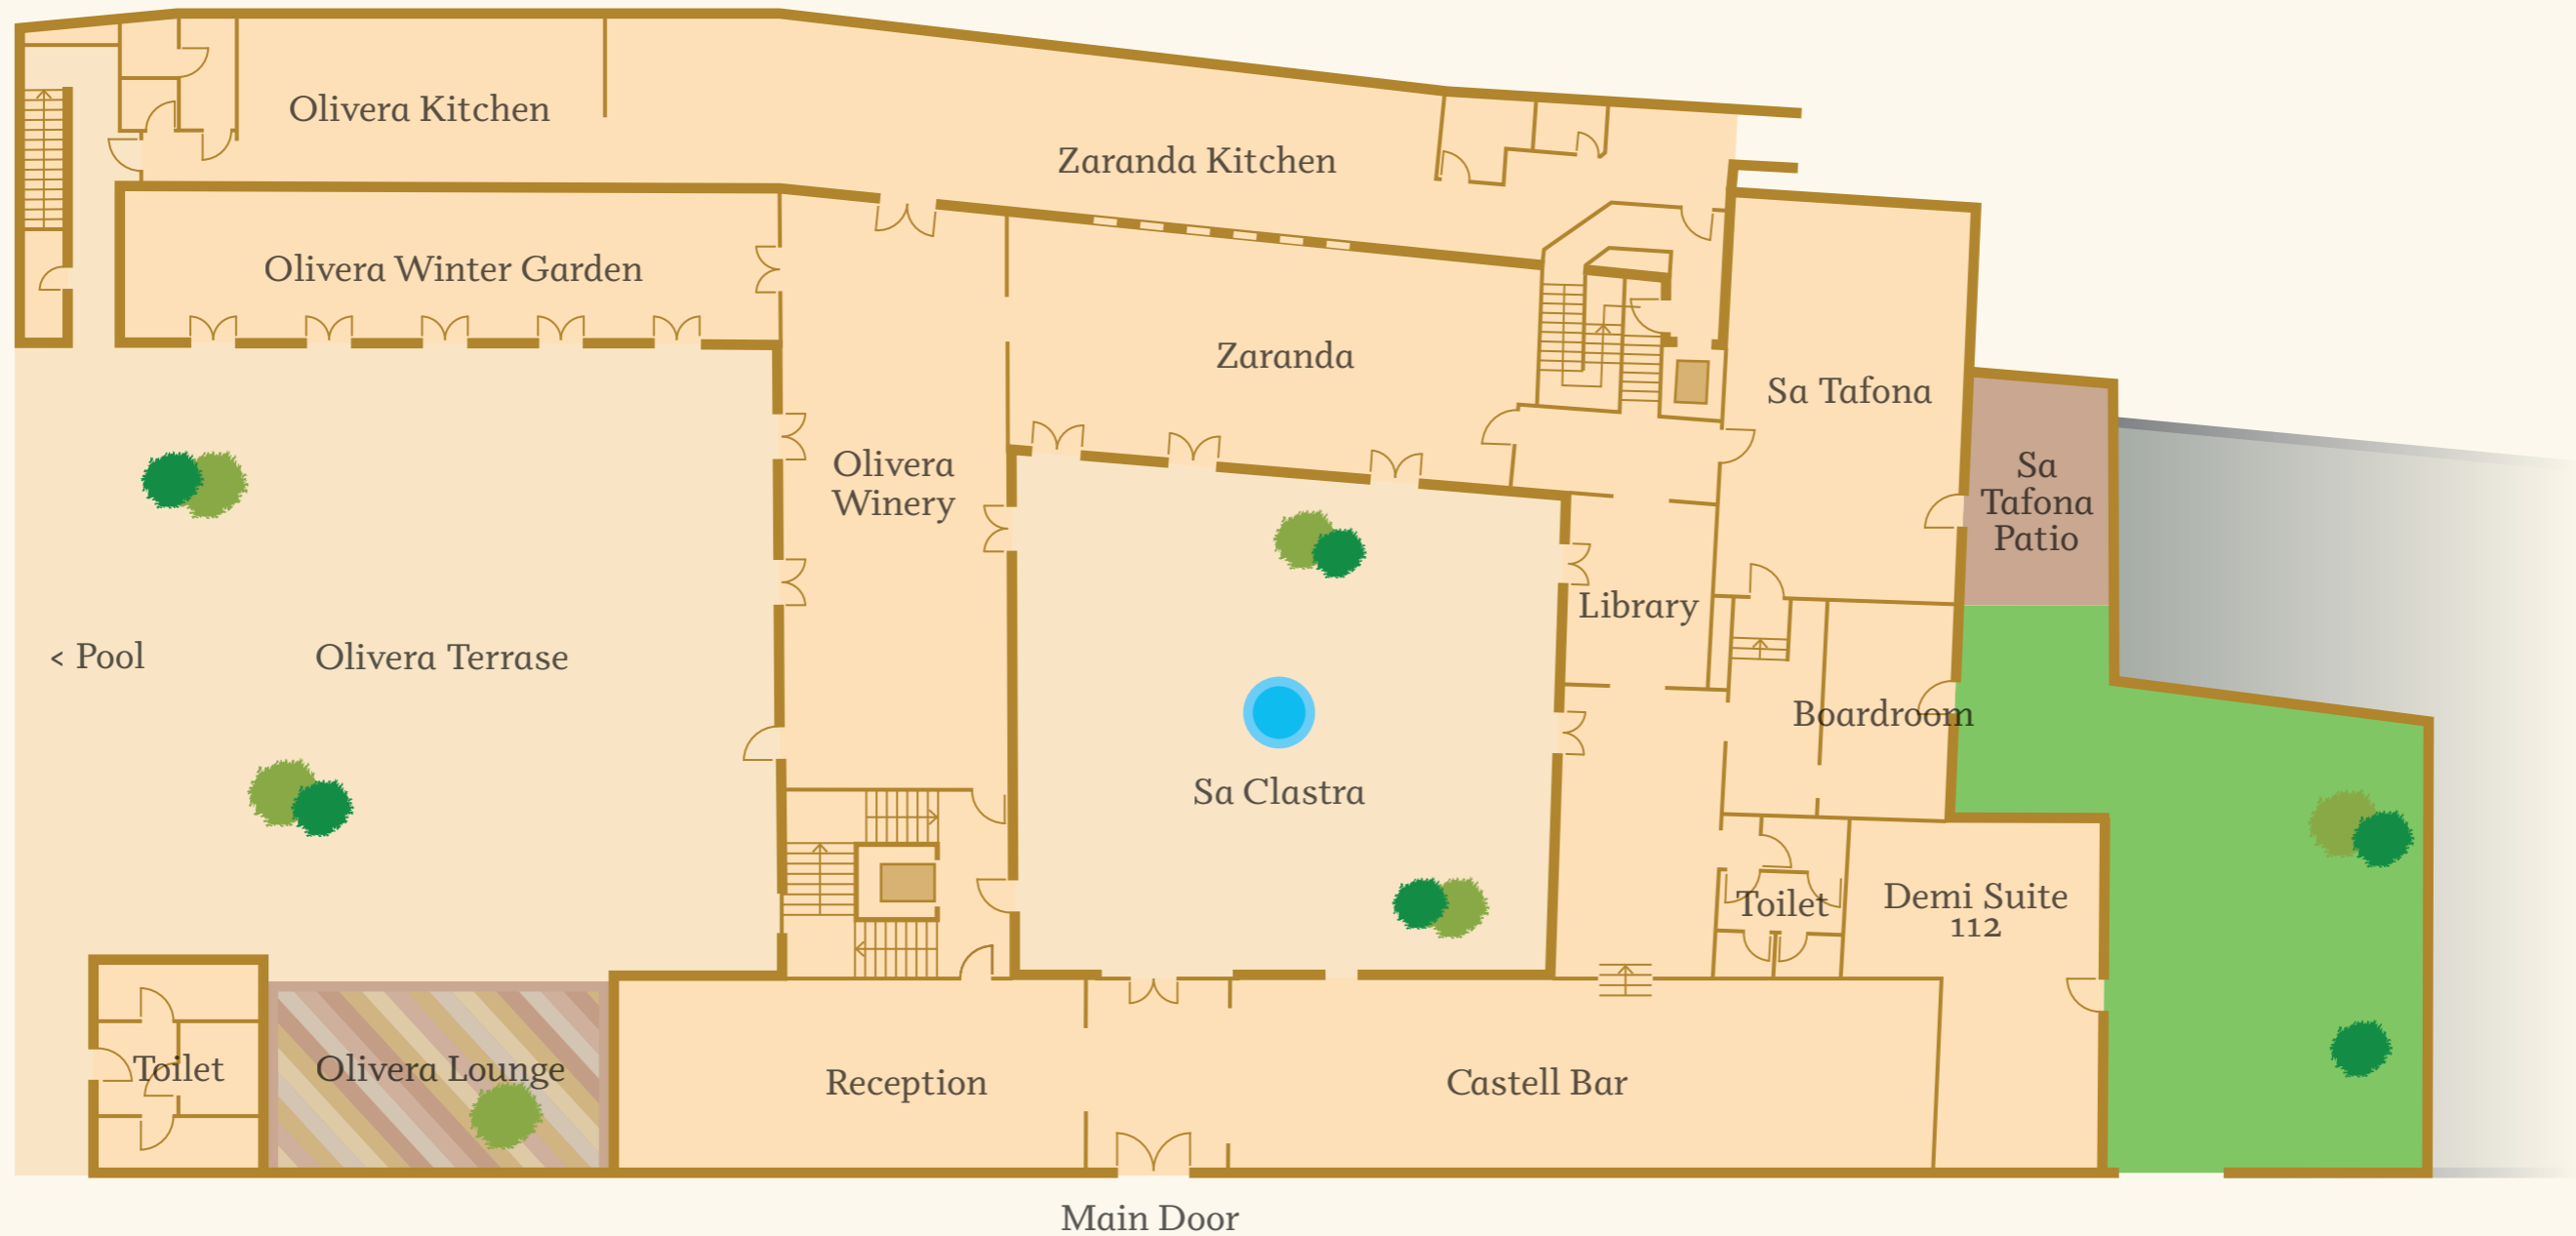 Olivera Kitchen
Zaranda Kitchen
Olivera Winter Garden
Zaranda
Sa Tafona
Olivera
Winery
Sa
Tafona
Patio
Library
< Pool
Olivera Terrase
Boardroom
Sa Clastra
Toilet
Demi Suite
112
Toilet
Olivera Lounge
Reception
Castell Bar
Main Door